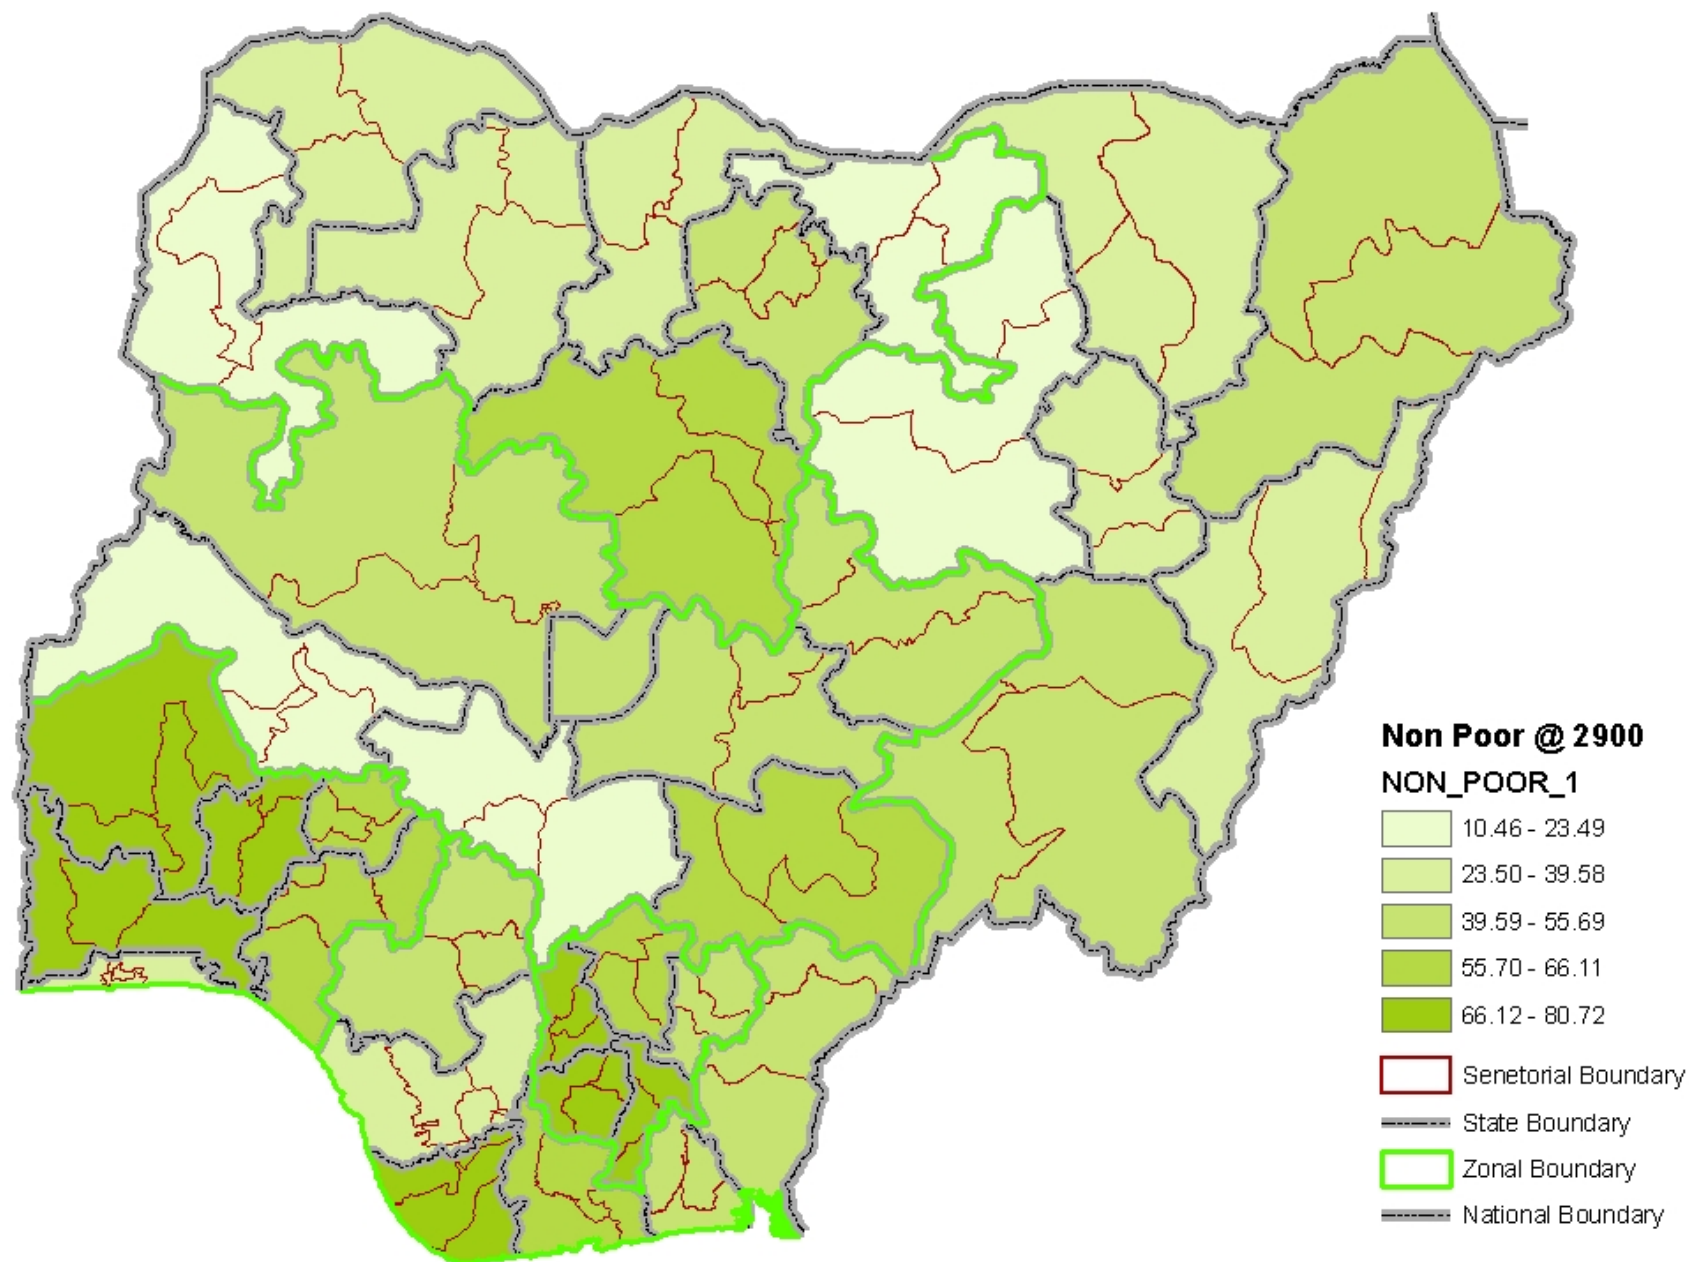 Non Poor @ 2900
NON_POOR_1
10.46 - 23.49
23.50 - 39.58
39.59 - 55.69
55.70 - 66.11
66.12 - 80.72
Senetorial Boundary
State Boundary
Zonal Boundary
National Boundary